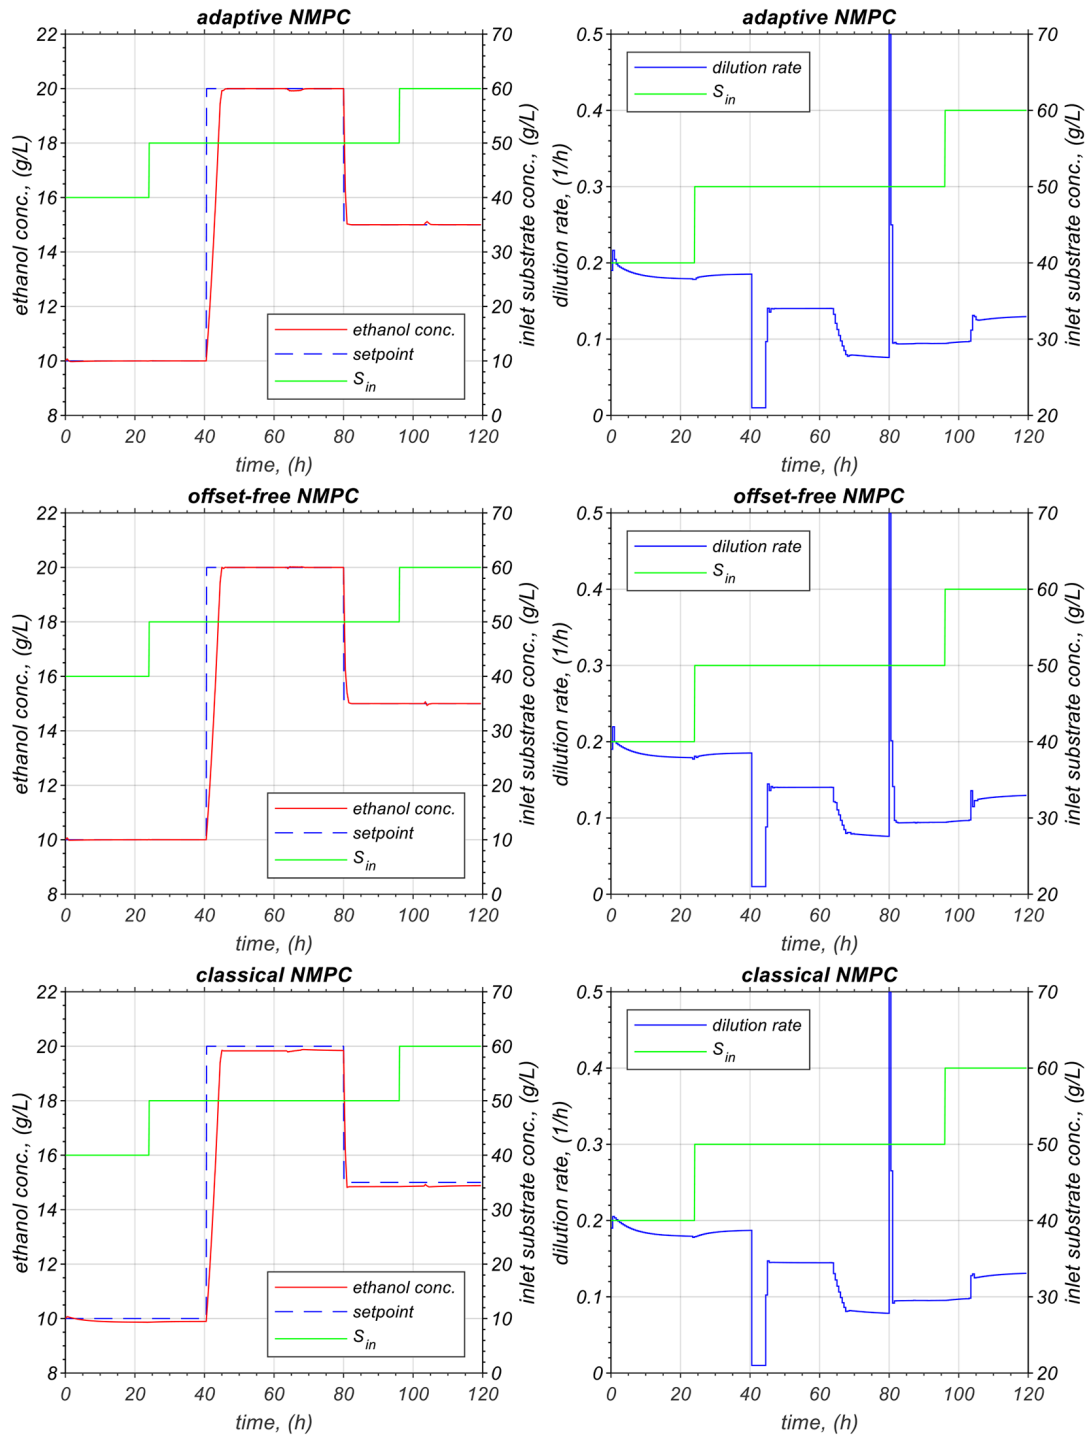 adaptive NMPC
22
20
18
16
14
12
10
8
ethanol conc., (g/L)
70
60
50
40
30
20
10
0
inlet substrate conc., (g/L)
ethanol conc.
setpoint
S_in
0 20 40 60 80 100 120
time, (h)
adaptive NMPC
0.5
0.4
0.3
0.2
0.1
0
dilution rate, (1/h)
70
60
50
40
30
20
inlet substrate conc., (g/L)
dilution rate
S_in
0 20 40 60 80 100 120
time, (h)
offset-free NMPC
22
20
18
16
14
12
10
8
ethanol conc., (g/L)
70
60
50
40
30
20
10
0
inlet substrate conc., (g/L)
ethanol conc.
setpoint
S_in
0 20 40 60 80 100 120
time, (h)
offset-free NMPC
0.5
0.4
0.3
0.2
0.1
0
dilution rate, (1/h)
70
60
50
40
30
20
inlet substrate conc., (g/L)
dilution rate
S_in
0 20 40 60 80 100 120
time, (h)
classical NMPC
22
20
18
16
14
12
10
8
ethanol conc., (g/L)
70
60
50
40
30
20
10
0
inlet substrate conc., (g/L)
ethanol conc.
setpoint
S_in
0 20 40 60 80 100 120
time, (h)
classical NMPC
0.5
0.4
0.3
0.2
0.1
0
dilution rate, (1/h)
70
60
50
40
30
20
inlet substrate conc., (g/L)
dilution rate
S_in
0 20 40 60 80 100 120
time, (h)